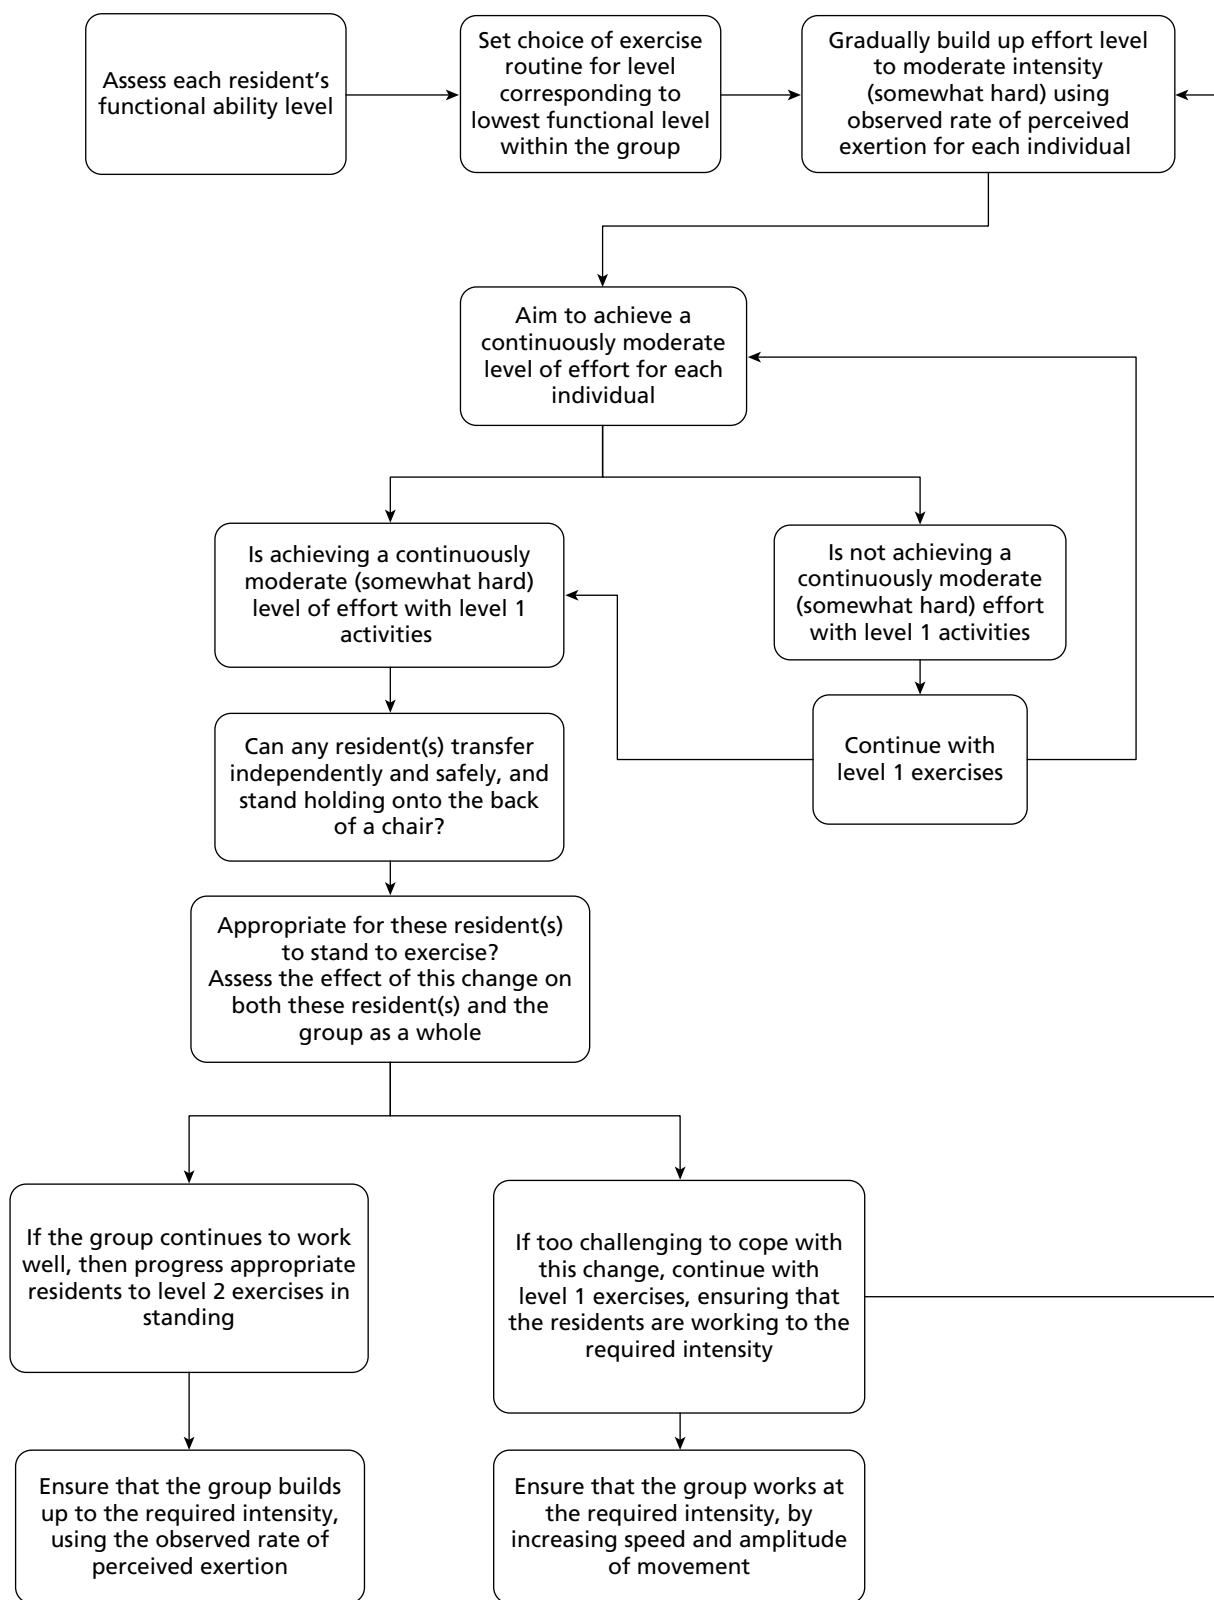 Assess each resident's
functional ability level
Set choice of exercise
routine for level
corresponding to
lowest functional level
within the group
Gradually build up effort level
to moderate intensity
(somewhat hard) using
observed rate of perceived
exertion for each individual
Aim to achieve a
continuously moderate
level of effort for each
individual
Is achieving a continuously
moderate (somewhat hard)
level of effort with level 1
activities
Is not achieving a
continuously moderate
(somewhat hard) effort
with level 1 activities
Can any resident(s) transfer
independently and safely, and
stand holding onto the back
of a chair?
Continue with
level 1 exercises
Appropriate for these resident(s)
to stand to exercise?
Assess the effect of this change on
both these resident(s) and the
group as a whole
If the group continues to work
well, then progress appropriate
residents to level 2 exercises in
standing
If too challenging to cope with
this change, continue with
level 1 exercises, ensuring that
the residents are working to the
required intensity
Ensure that the group builds
up to the required intensity,
using the observed rate of
perceived exertion
Ensure that the group works at
the required intensity, by
increasing speed and amplitude
of movement